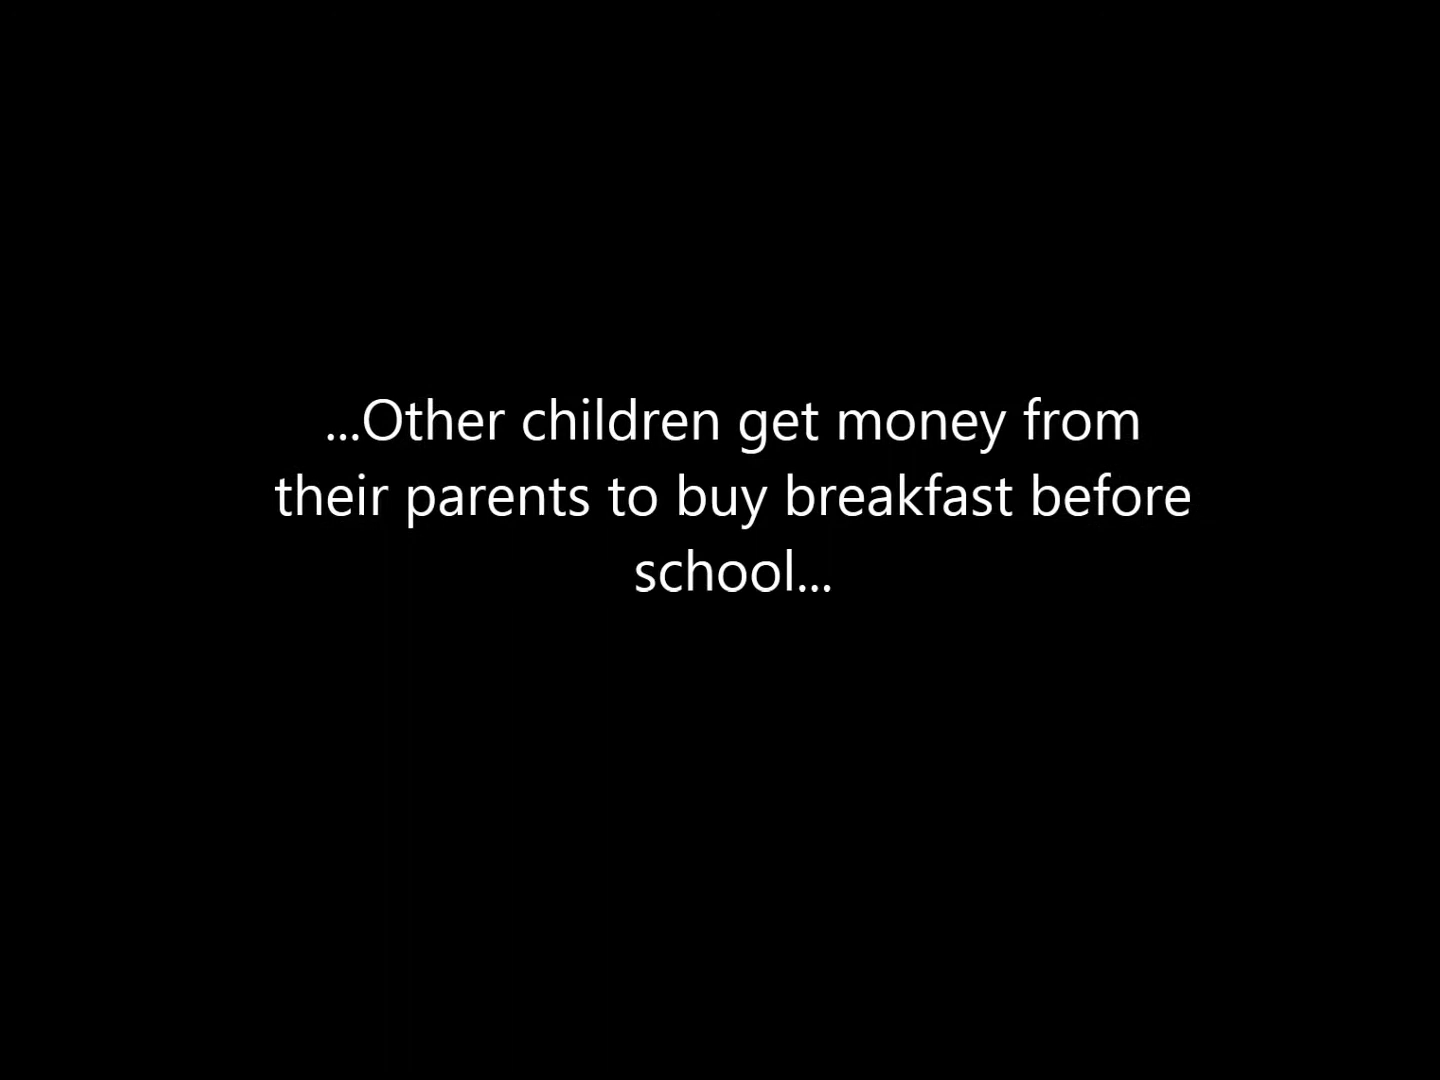 ...Other children get money from
their parents to buy breakfast before
school...